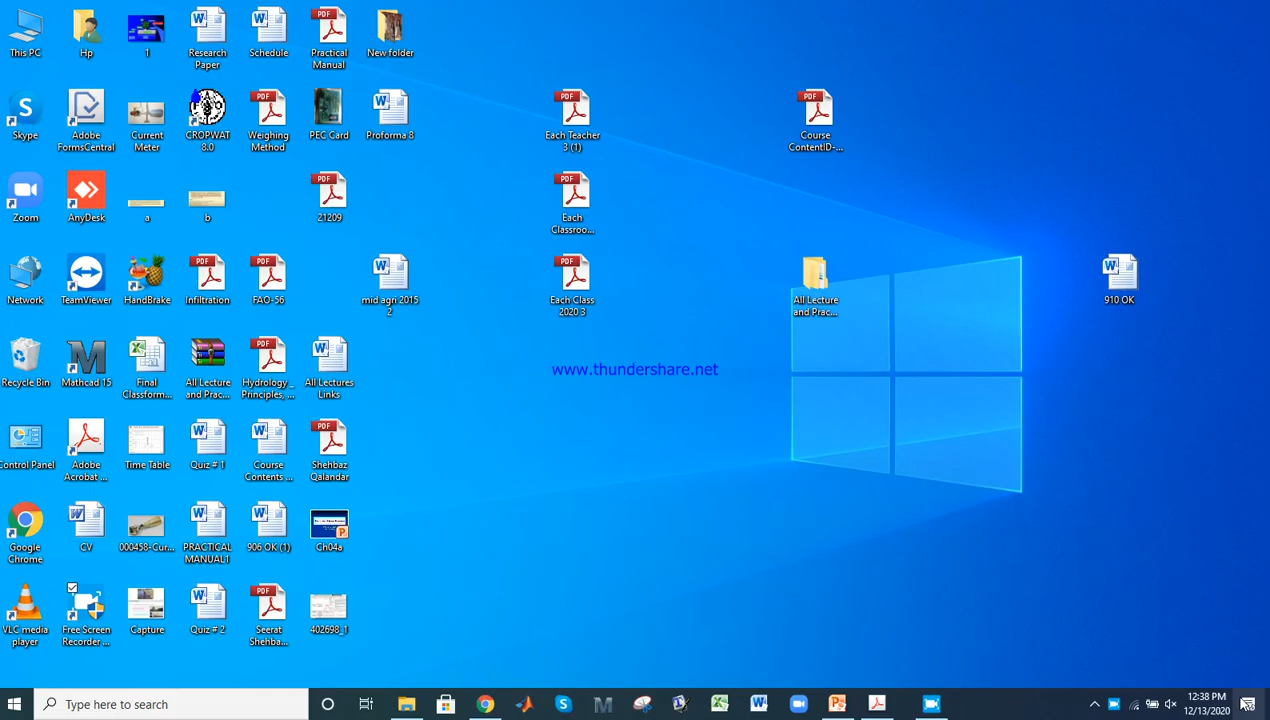 This PC
Hp
1
Research
Paper
Schedule
Practical
Manual
New folder
Skype
Adobe
FormsCentral
Current
Meter
CROPWAT
8.0
Weighing
Method
PEC Card
Proforma 8
Each Teacher
3 (1)
Course
ContentID-...
Zoom
AnyDesk
a
b
21209
Each
Classroo...
Network
TeamViewer
HandBrake
Infiltration
FAO-56
mid agri 2015
2
Each Class
2020 3
All Lecture
and Prac...
910 OK
Recycle Bin
Mathcad 15
Final
Classform...
All Lecture
and Prac...
Hydrology _
Principles, ...
All Lectures
Links
www.thundershare.net
Control Panel
Adobe
Acrobat ...
Time Table
Quiz # 1
Course
Contents ...
Shehbaz
Qalandar
Google
Chrome
CV
000458-Cur...
PRACTICAL
MANUAL1
906 OK (1)
Ch04a
VLC media
player
Free Screen
Recorder ...
Capture
Quiz # 2
Seerat
Shehba...
402698_1
Type here to search
12:38 PM
12/13/2020